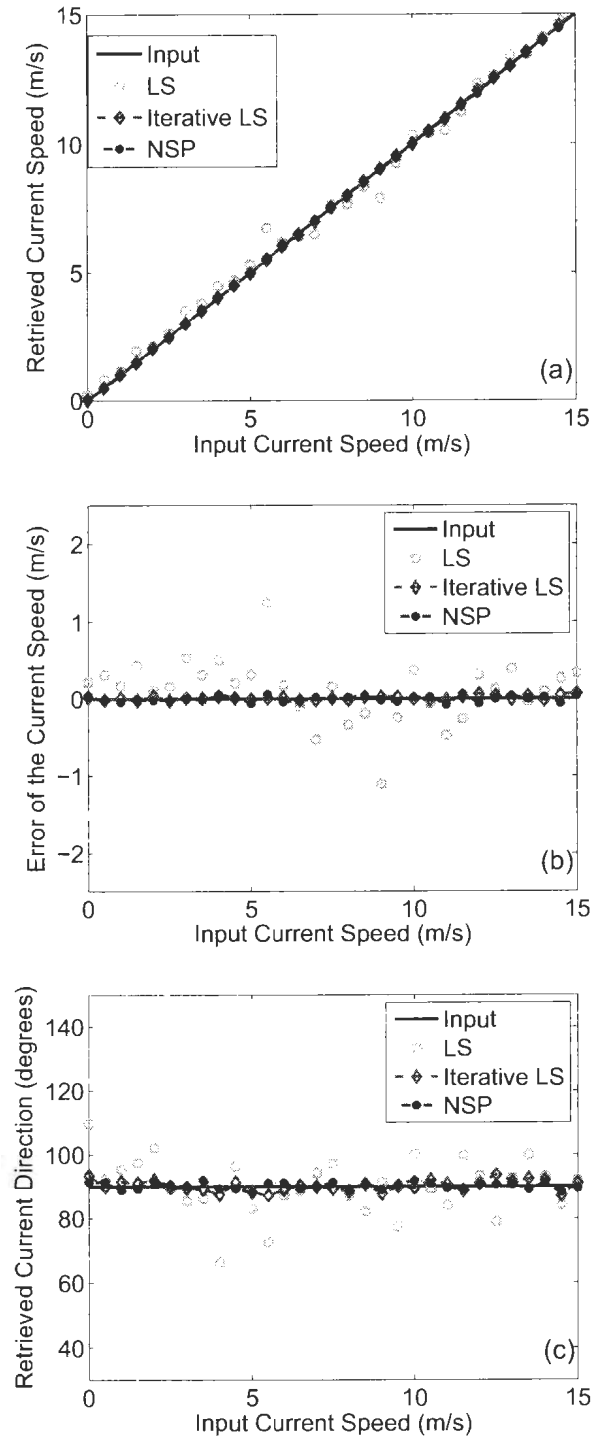 15
10
5
0
Retrieved Current Speed (m/s)
Input
LS
Iterative LS
NSP
(a)
0
5
10
15
Input Current Speed (m/s)
2
1
0
−1
−2
Error of the Current Speed (m/s)
Input
LS
Iterative LS
NSP
(b)
0
5
10
15
Input Current Speed (m/s)
140
120
100
80
60
40
Retrieved Current Direction (degrees)
Input
LS
Iterative LS
NSP
(c)
0
5
10
15
Input Current Speed (m/s)